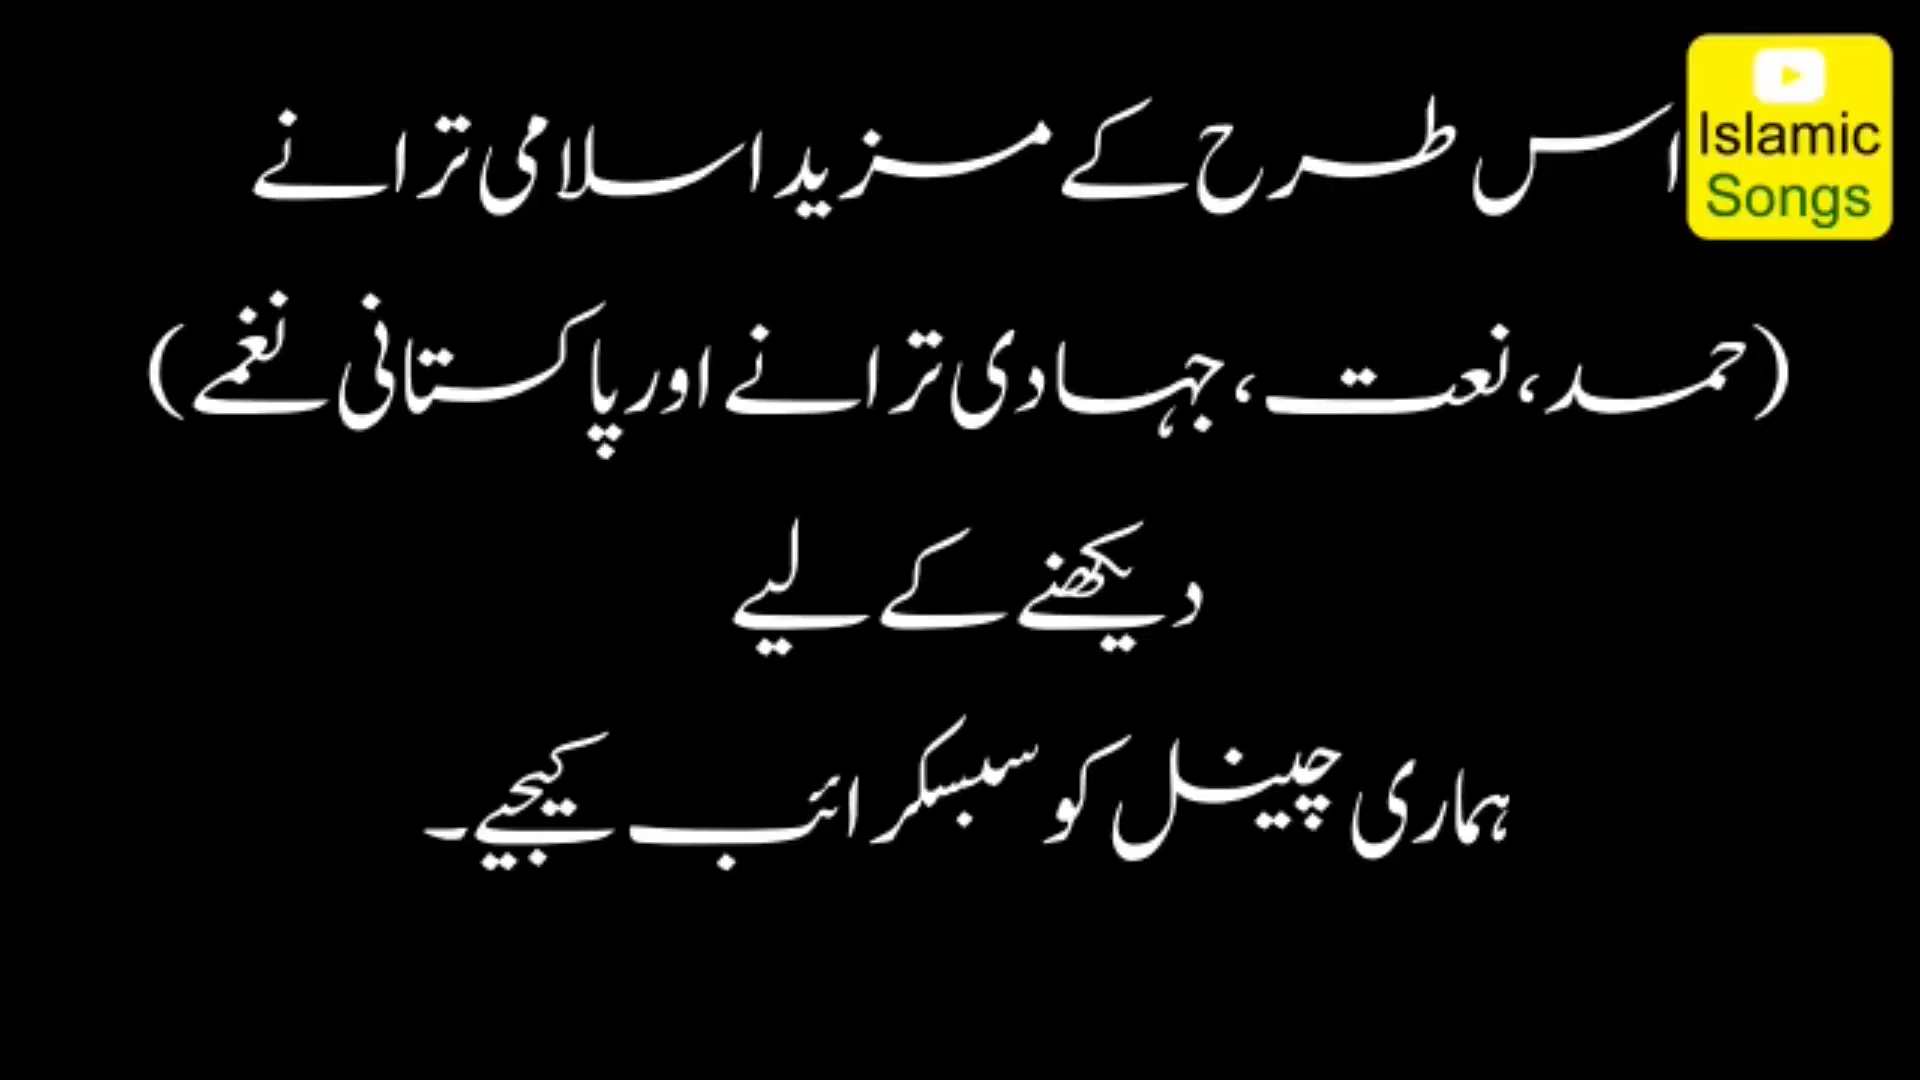 اس طرح کے مزید اسلامی ترانے
(حمد، نعت، جہادی ترانے اور پاکستانی نغمے)
دیکھنے کے لیے
ہماری چینل کو سبسکرائب کیجیے۔
Islamic
Songs